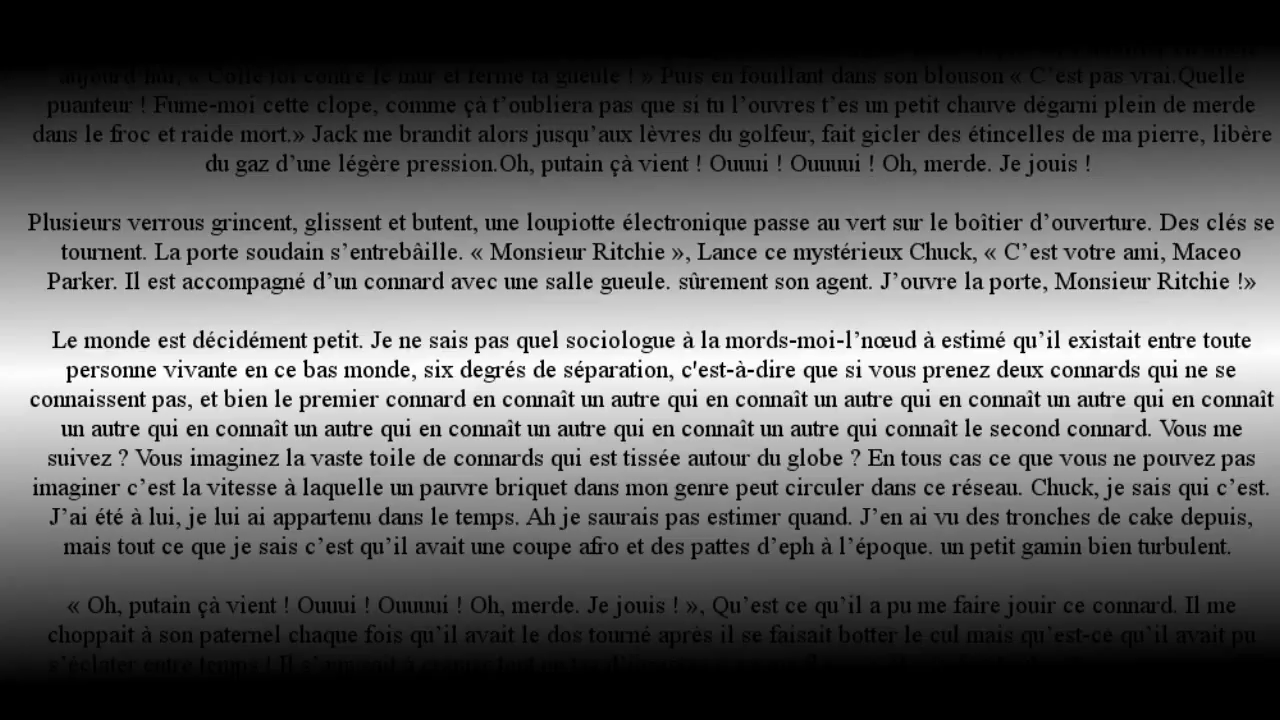 aujourd'hui, « Colle toi contre le mur et ferme ta gueule ! » Puis en fouillant dans son blouson « C’est pas vrai.Quelle
puanteur ! Fume-moi cette clope, comme çà t’oubliera pas que si tu l’ouvres t’es un petit chauve dégarni plein de merde
dans le froc et raide mort.» Jack me brandit alors jusqu’aux lèvres du golfeur, fait gicler des étincelles de ma pierre, libère
du gaz d’une légère pression.Oh, putain çà vient ! Ouuui ! Ouuuui ! Oh, merde. Je jouis !
Plusieurs verrous grincent, glissent et butent, une loupiotte électronique passe au vert sur le boîtier d’ouverture. Des clés se
tournent. La porte soudain s’entrebâille. « Monsieur Ritchie », Lance ce mystérieux Chuck, « C’est votre ami, Maceo
Parker. Il est accompagné d’un connard avec une salle gueule. sûrement son agent. J’ouvre la porte, Monsieur Ritchie !»
Le monde est décidément petit. Je ne sais pas quel sociologue à la mords-moi-l’nœud à estimé qu’il existait entre toute
personne vivante en ce bas monde, six degrés de séparation, c'est-à-dire que si vous prenez deux connards qui ne se
connaissent pas, et bien le premier connard en connaît un autre qui en connaît un autre qui en connaît un autre qui en connaît
un autre qui en connaît un autre qui en connaît un autre qui en connaît un autre qui connaît le second connard. Vous me
suivez ? Vous imaginez la vaste toile de connards qui est tissée autour du globe ? En tous cas ce que vous ne pouvez pas
imaginer c’est la vitesse à laquelle un pauvre briquet dans mon genre peut circuler dans ce réseau. Chuck, je sais qui c’est.
J’ai été à lui, je lui ai appartenu dans le temps. Ah je saurais pas estimer quand. J’en ai vu des tronches de cake depuis,
mais tout ce que je sais c’est qu’il avait une coupe afro et des pattes d’eph à l’époque. un petit gamin bien turbulent.
« Oh, putain çà vient ! Ouuui ! Ouuuui ! Oh, merde. Je jouis ! », Qu’est ce qu’il a pu me faire jouir ce connard. Il me
choppait à son paternel chaque fois qu’il avait le dos tourné après il se faisait botter le cul mais qu’est-ce qu’il avait pu
s’éclater entre temps ! Il s’